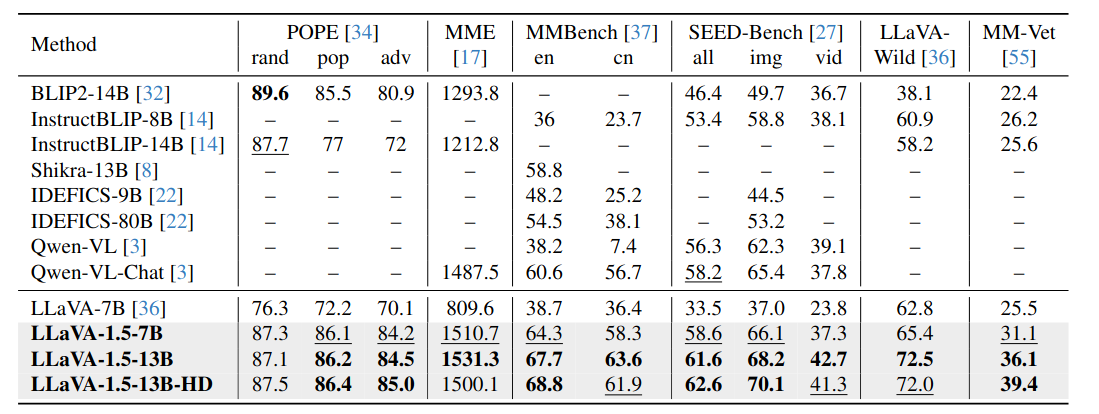 Method POPE [34] MME MMBench [37] SEED-Bench [27] LLaVA- MM-Vet
rand pop adv [17] en cn all img vid Wild [36] [55]
BLIP2-14B [32] 89.6 85.5 80.9 1293.8 – – 46.4 49.7 36.7 38.1 22.4
InstructBLIP-8B [14] – – – – 36 23.7 53.4 58.8 38.1 60.9 26.2
InstructBLIP-14B [14] 87.7 77 72 1212.8 – – – – – 58.2 25.6
Shikra-13B [8] – – – – 58.8 – – – – – –
IDEFICS-9B [22] – – – – 48.2 25.2 – 44.5 – – –
IDEFICS-80B [22] – – – – 54.5 38.1 – 53.2 – – –
Qwen-VL [3] – – – – 38.2 7.4 56.3 62.3 39.1 – –
Qwen-VL-Chat [3] – – – 1487.5 60.6 56.7 58.2 65.4 37.8 – –
LLaVA-7B [36] 76.3 72.2 70.1 809.6 38.7 36.4 33.5 37.0 23.8 62.8 25.5
LLaVA-1.5-7B 87.3 86.1 84.2 1510.7 64.3 58.3 58.6 66.1 37.3 65.4 31.1
LLaVA-1.5-13B 87.1 86.2 84.5 1531.3 67.7 63.6 61.6 68.2 42.7 72.5 36.1
LLaVA-1.5-13B-HD 87.5 86.4 85.0 1500.1 68.8 61.9 62.6 70.1 41.3 72.0 39.4